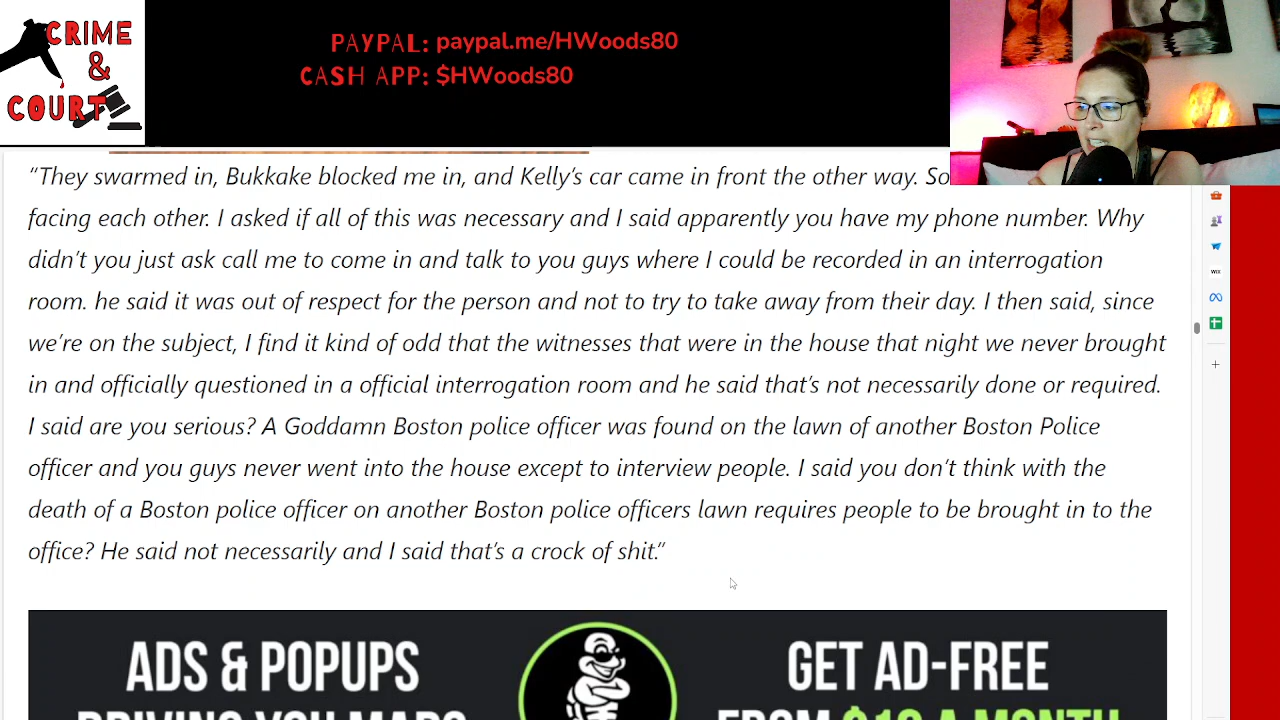 CRIME
&
COURT
PAYPAL: paypal.me/HWoods80
CASH APP: $HWoods80
“They swarmed in, Bukkake blocked me in, and Kelly’s car came in front the other way. So
facing each other. I asked if all of this was necessary and I said apparently you have my phone number. Why
didn’t you just ask call me to come in and talk to you guys where I could be recorded in an interrogation
room. he said it was out of respect for the person and not to try to take away from their day. I then said, since
we’re on the subject, I find it kind of odd that the witnesses that were in the house that night we never brought
in and officially questioned in a official interrogation room and he said that’s not necessarily done or required.
I said are you serious? A Goddamn Boston police officer was found on the lawn of another Boston Police
officer and you guys never went into the house except to interview people. I said you don’t think with the
death of a Boston police officer on another Boston police officers lawn requires people to be brought in to the
office? He said not necessarily and I said that’s a crock of shit.”
ADS & POPUPS
DRIVING YOU MAD?
GET AD-FREE
FROM $10 A MONTH